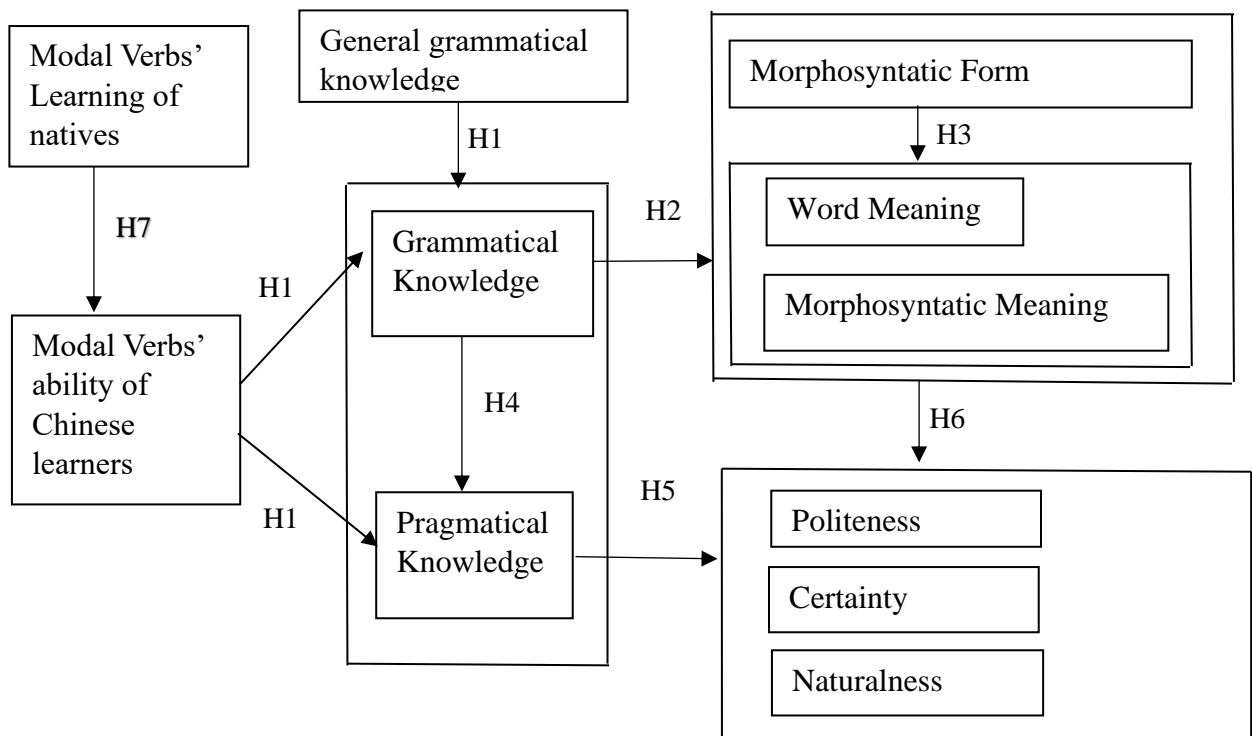 Modal Verbs’
Learning of
natives
H7
Modal Verbs’
ability of
Chinese
learners
H1
H1
General grammatical
knowledge
H1
Grammatical
Knowledge
H4
Pragmatical
Knowledge
H2
H5
Morphosyntatic Form
H3
Word Meaning
Morphosyntatic Meaning
H6
Politeness
Certainty
Naturalness